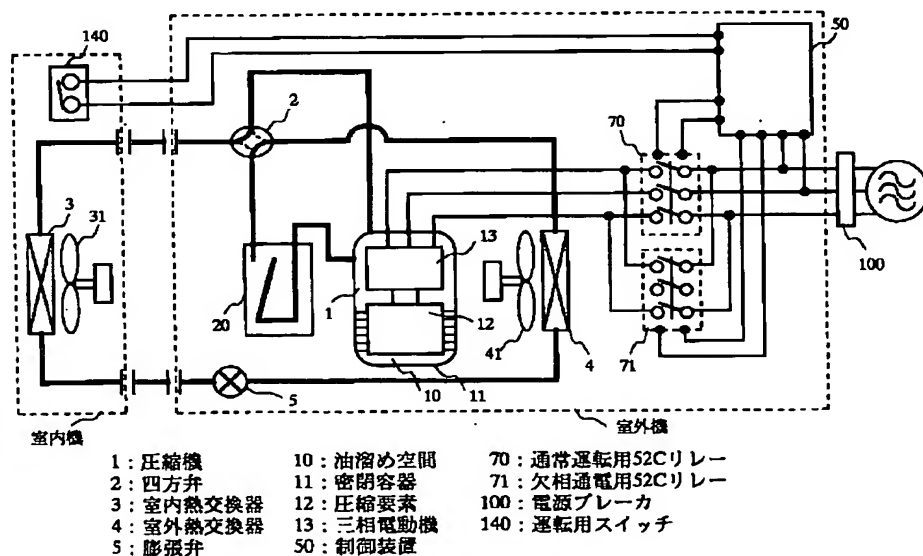 140
50
2
70
3
31
13
20
1
12
41
4
71
100
5
10
11
室内機
室外機
1：圧縮機
2：四方弁
3：室内熱交換器
4：室外熱交換器
5：膨張弁
10：油溜め空間
11：密閉容器
12：圧縮要素
13：三相電動機
50：制御装置
70：通常運転用52Cリレー
71：欠相通電用52Cリレー
100：電源ブレーカ
140：運転用スイッチ